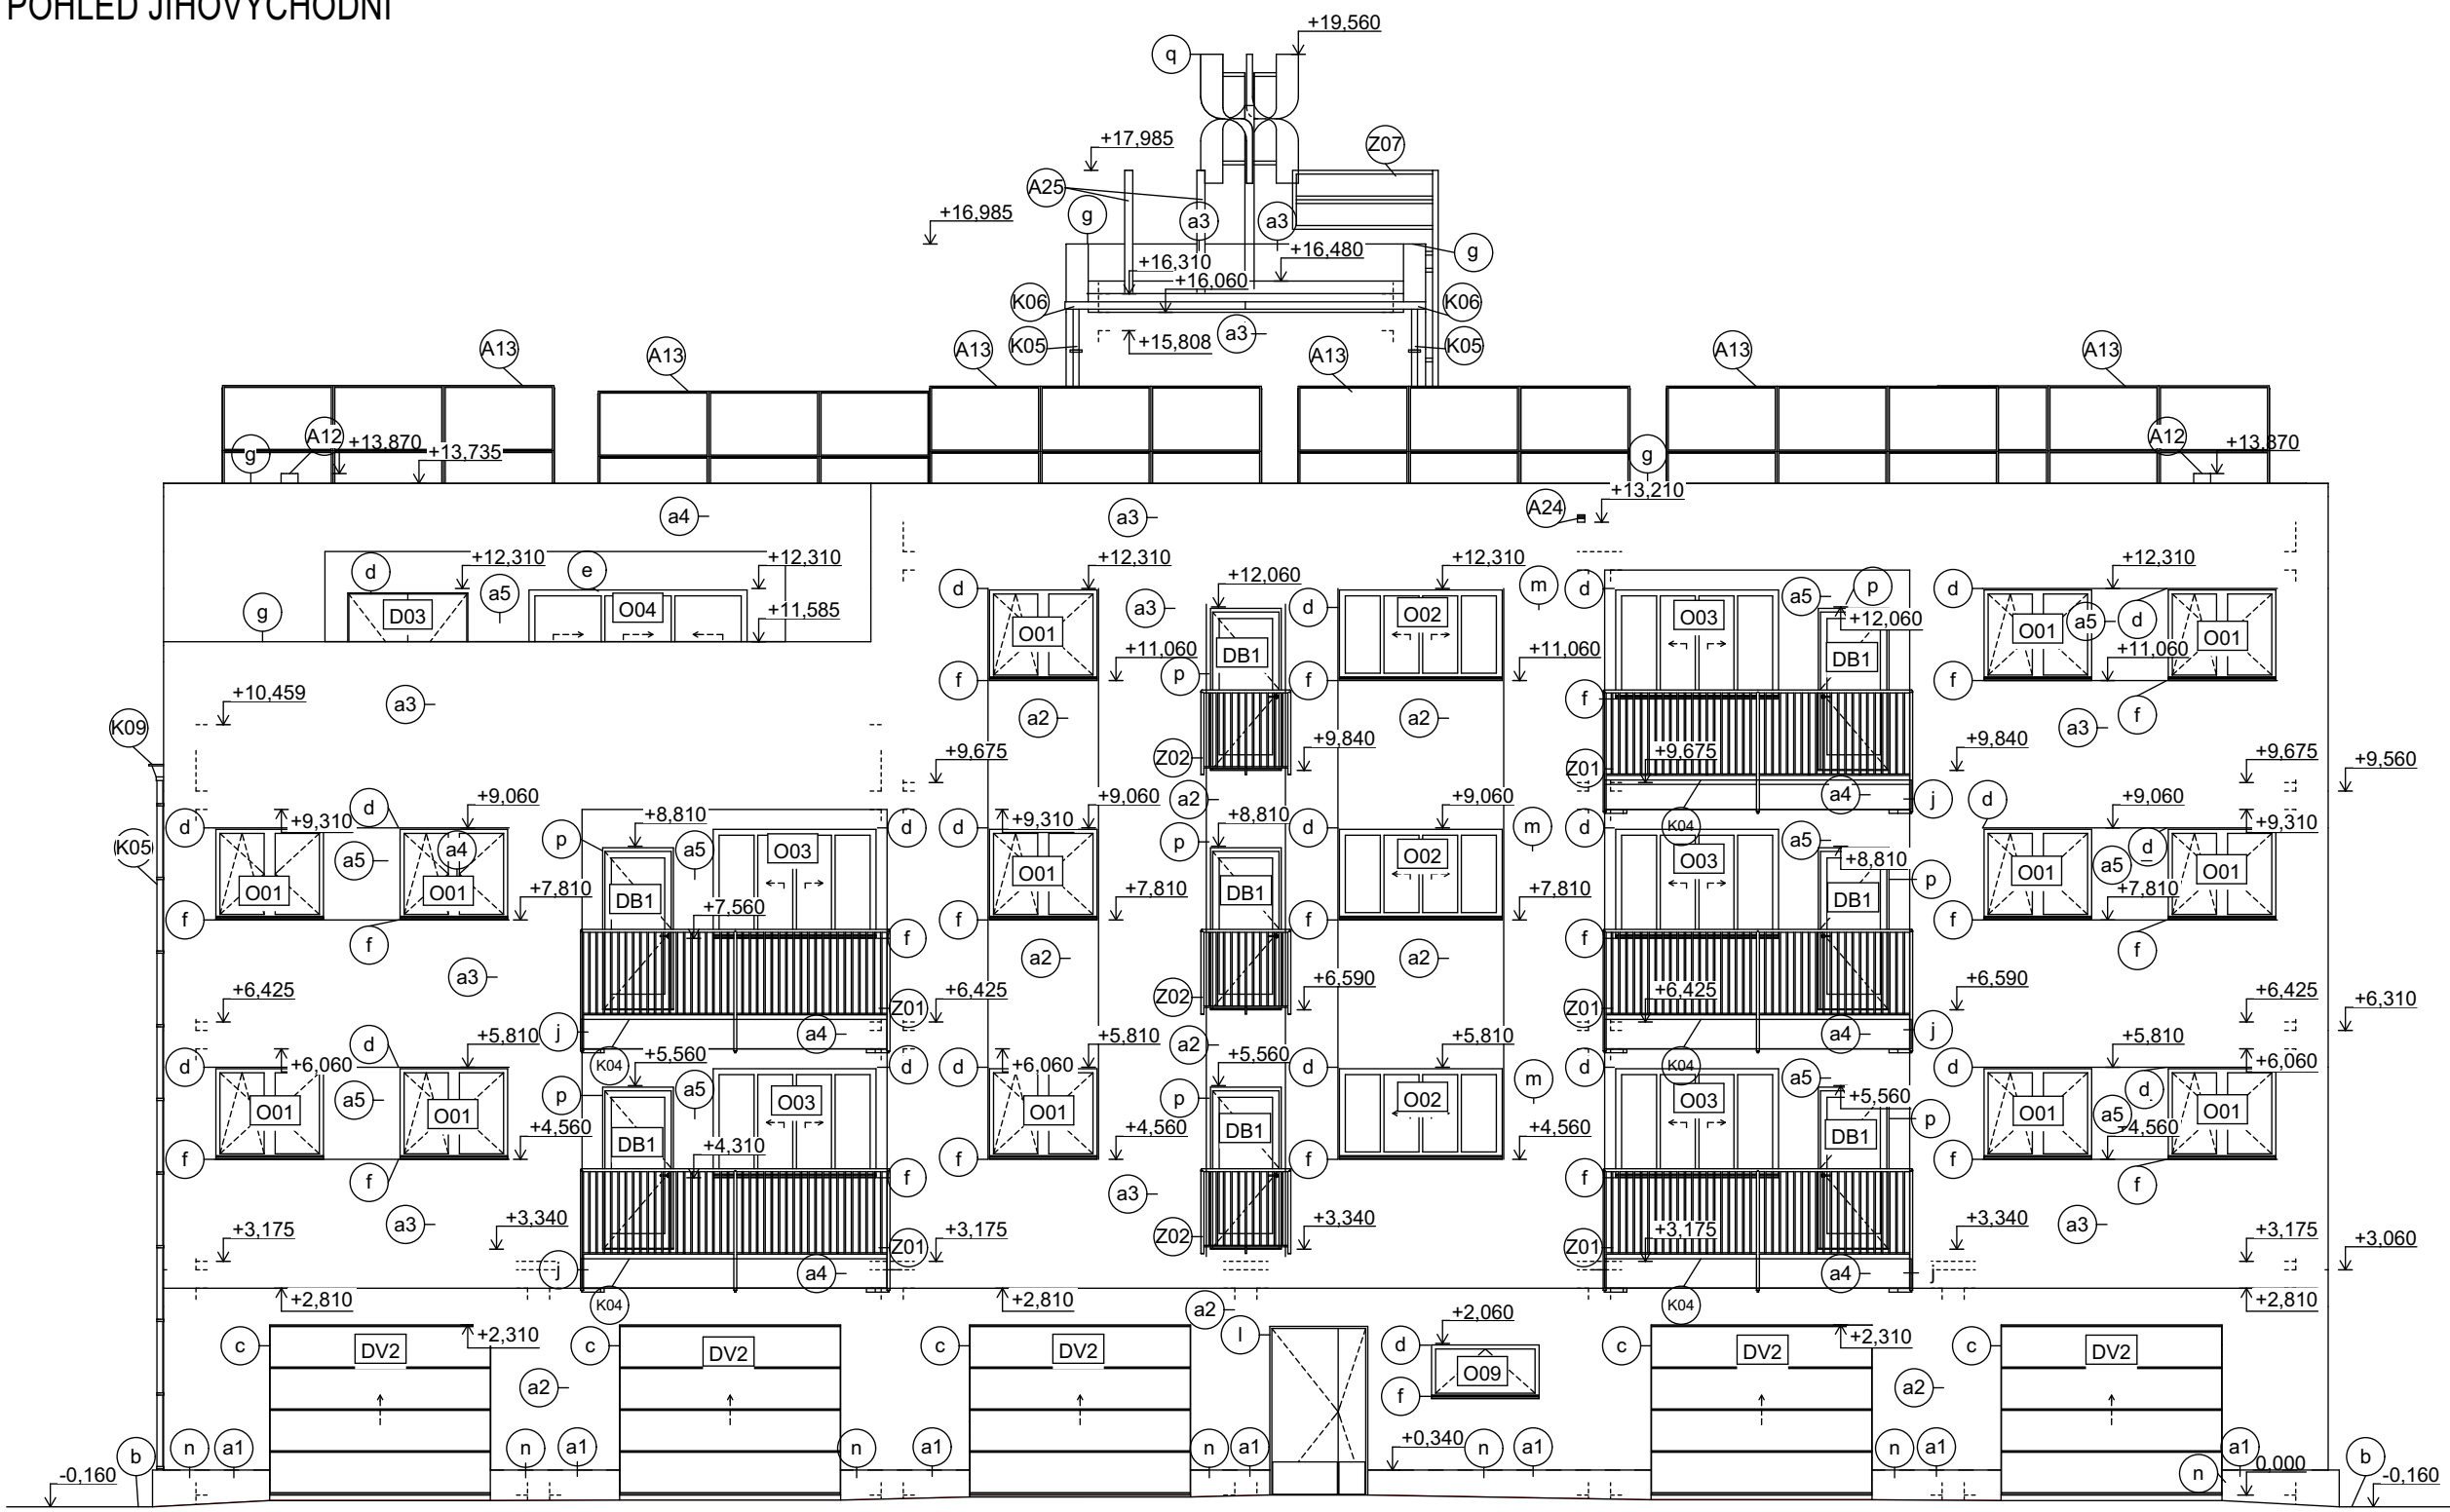 POHLED JIHOVÝCHODNÍ
+19,560
q
+17,985
Z07
A25
+16,985
g
a3
a3
g
+16,310
+16,480
+16,060
K06
K06
a3
K05
+15,808
K05
A13
A13
A13
A13
A13
A13
A12
g
+13,870
+13,735
g
A12
+13,870
a4
a3
A24
+13,210
d
+12,310
a5
e
+12,310
d
+12,310
+12,060
+12,310
m
d
a5
p
d
+12,310
g
D03
O04
+11,585
a3
d
O02
O03
+12,060
O01
a5
d
O01
O01
DB1
DB1
+11,060
p
+11,060
+11,060
f
f
f
f
f
+10,459
a3
a2
a2
a3
K09
+9,675
Z02
+9,840
Z01
+9,675
+9,840
+9,675
+9,560
a2
a4
j
d
d
+9,060
+9,060
+9,060
+9,060
d
+9,310
p
+8,810
d
d
+9,310
p
+8,810
d
m
K04
d
a5
+9,310
K05
a5
a4
a5
O03
O01
O02
O03
+8,810
O01
a5
d
O01
O01
O01
DB1
DB1
DB1
p
+7,810
+7,810
+7,810
+7,810
f
f
+7,560
f
f
f
f
f
f
f
a3
a2
a2
+6,425
Z01
+6,425
Z02
+6,590
Z01
+6,425
+6,590
+6,425
+6,310
j
a4
a2
a4
j
d
d
+5,810
K04
+5,560
d
d
+5,810
+5,560
d
+5,810
m
K04
d
a5
d
+5,810
+6,060
p
a5
+6,060
p
+5,560
d
+6,060
O01
a5
O01
O03
O01
O02
O03
p
O01
a5
O01
DB1
DB1
DB1
+4,560
+4,310
+4,560
+4,560
+4,560
f
f
f
f
f
f
f
f
a3
+3,340
a3
a3
+3,175
Z01
+3,175
Z02
+3,340
Z01
+3,175
+3,340
+3,175
+3,060
j
a4
a4
j
+2,810
K04
+2,810
a2
K04
+2,810
c
DV2
+2,310
c
DV2
c
DV2
l
d
+2,060
c
DV2
+2,310
c
DV2
O09
a2
f
a2
b
n
a1
n
a1
n
a1
n
a1
+0,340
n
a1
n
a1
a1
b
-0,160
n
0,000
-0,160